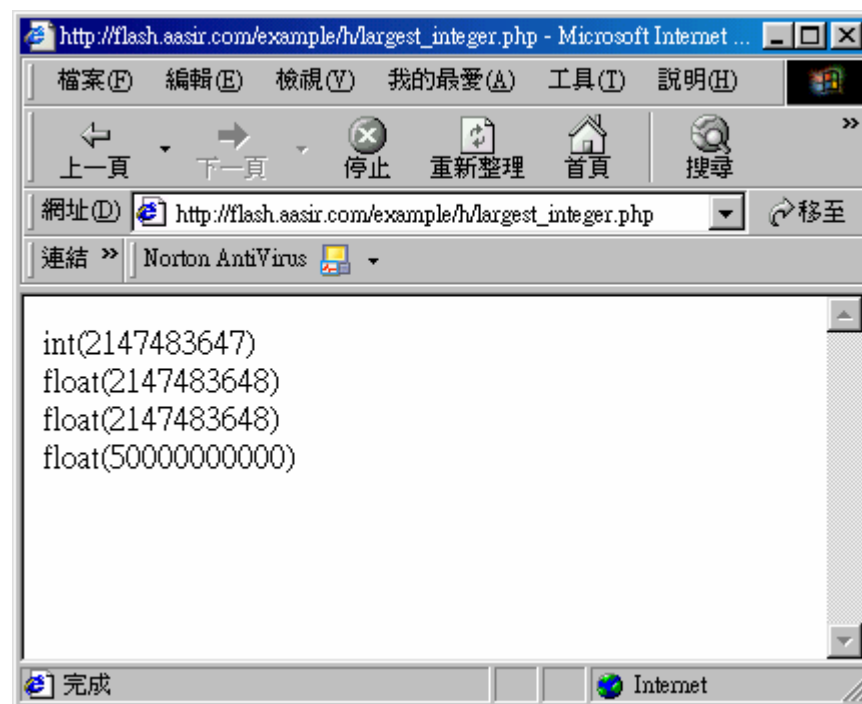 http://flash.aasir.com/example/h/largest_integer.php - Microsoft Internet ...
檔案(F) 編輯(E) 檢視(V) 我的最愛(A) 工具(T) 說明(H)
上一頁 下一頁 停止 重新整理 首頁 搜尋 »
網址(D) http://flash.aasir.com/example/h/largest_integer.php 移至
連結 » Norton AntiVirus
int(2147483647)
float(2147483648)
float(2147483648)
float(50000000000)
完成 Internet